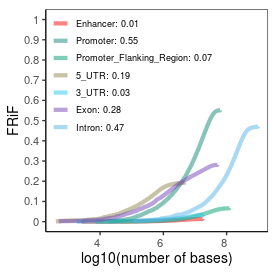 Enhancer: 0.01
Promoter: 0.55
Promoter_Flanking_Region: 0.07
5_UTR: 0.19
3_UTR: 0.03
Exon: 0.28
Intron: 0.47
FRiF
1
0.9
0.8
0.7
0.6
0.5
0.4
0.3
0.2
0.1
0
4 6 8
log10(number of bases)